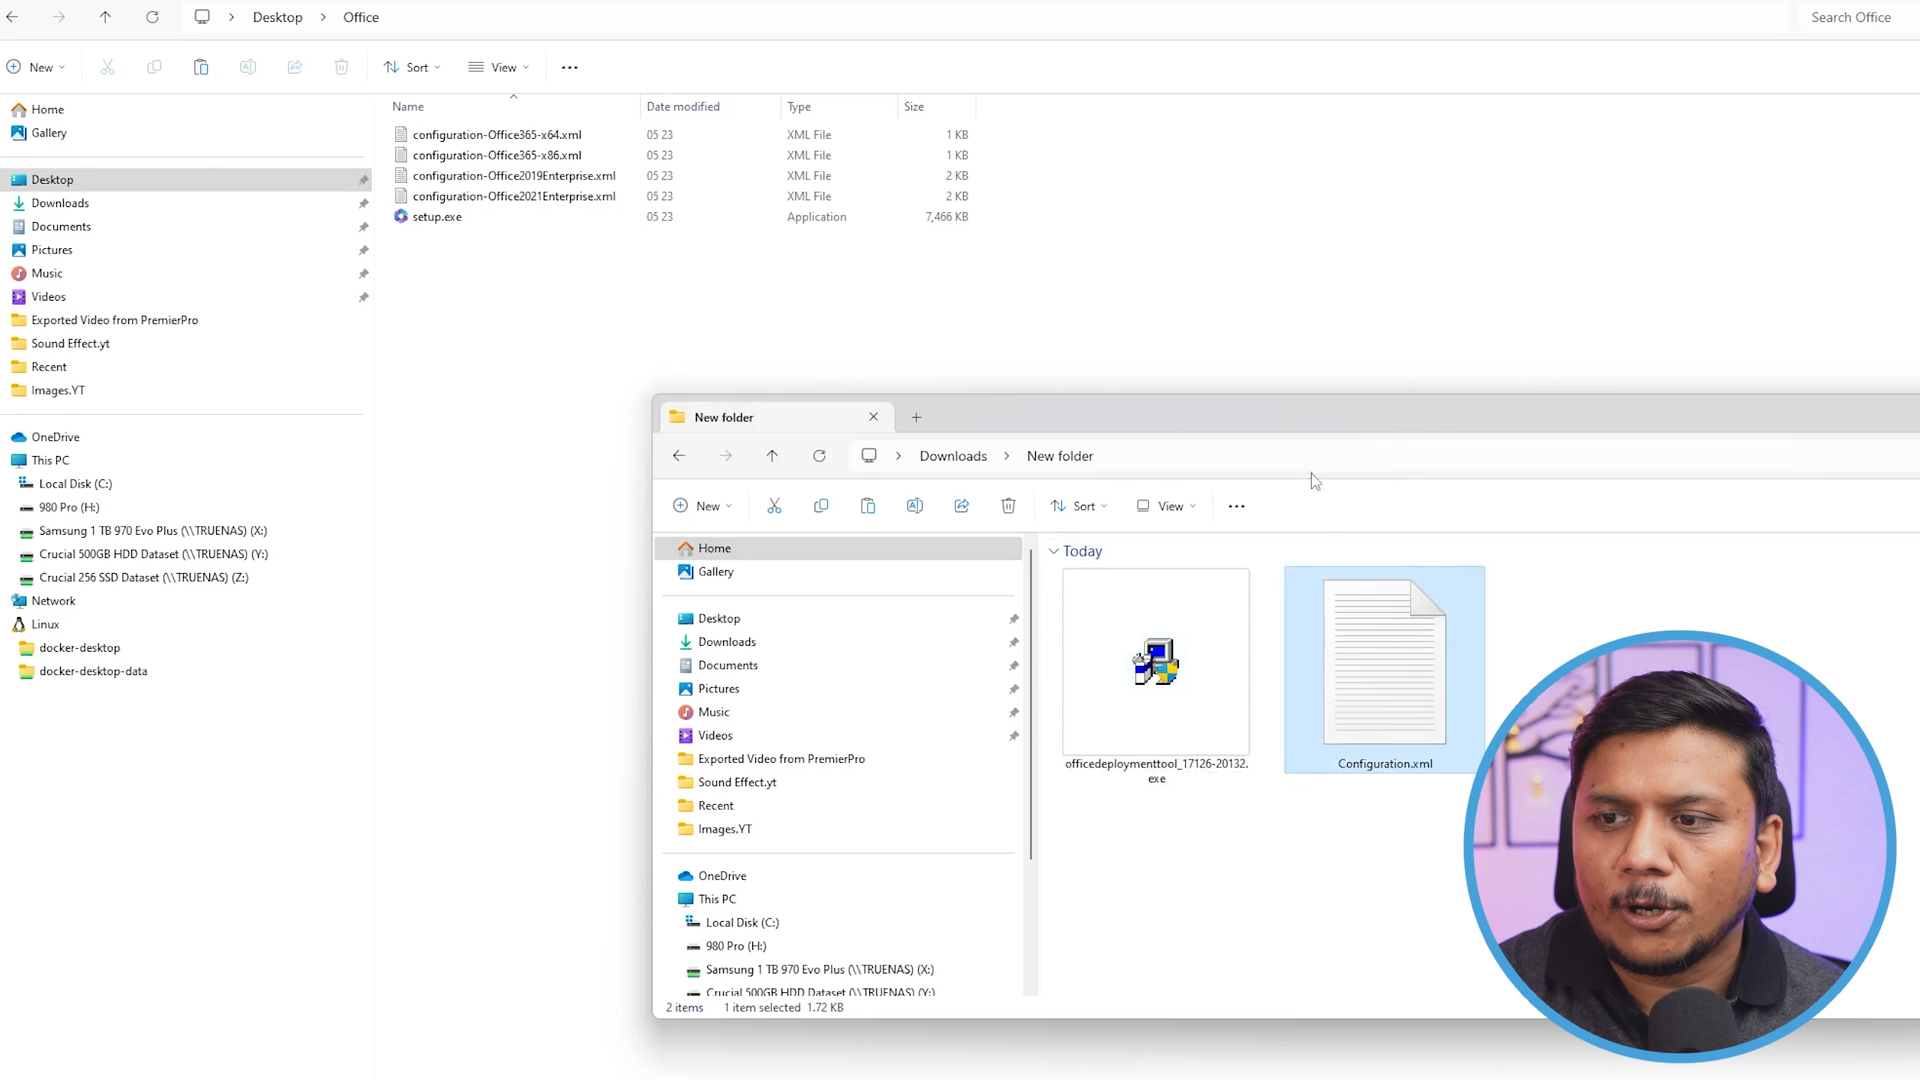 Desktop > Office
Search Office
New
Sort
View
Name
Date modified
Type
Size
configuration-Office365-x64.xml 05 23 XML File 1 KB
configuration-Office365-x86.xml 05 23 XML File 1 KB
configuration-Office2019Enterprise.xml 05 23 XML File 2 KB
configuration-Office2021Enterprise.xml 05 23 XML File 2 KB
setup.exe 05 23 Application 7,466 KB
Home
Gallery
Desktop
Downloads
Documents
Pictures
Music
Videos
Exported Video from PremierPro
Sound Effect.yt
Recent
Images.YT
OneDrive
This PC
Local Disk (C:)
980 Pro (H:)
Samsung 1 TB 970 Evo Plus (\\TRUENAS) (X:)
Crucial 500GB HDD Dataset (\\TRUENAS) (Y:)
Crucial 256 SSD Dataset (\\TRUENAS) (Z:)
Network
Linux
docker-desktop
docker-desktop-data
New folder
Downloads > New folder
New
Sort
View
Home
Gallery
Desktop
Downloads
Documents
Pictures
Music
Videos
Exported Video from PremierPro
Sound Effect.yt
Recent
Images.YT
OneDrive
This PC
Local Disk (C:)
980 Pro (H:)
Samsung 1 TB 970 Evo Plus (\\TRUENAS) (X:)
Crucial 500GB HDD Dataset (\\TRUENAS) (Y:)
Today
officedeploymenttool_17126-20132.
exe
Configuration.xml
2 items 1 item selected 1.72 KB